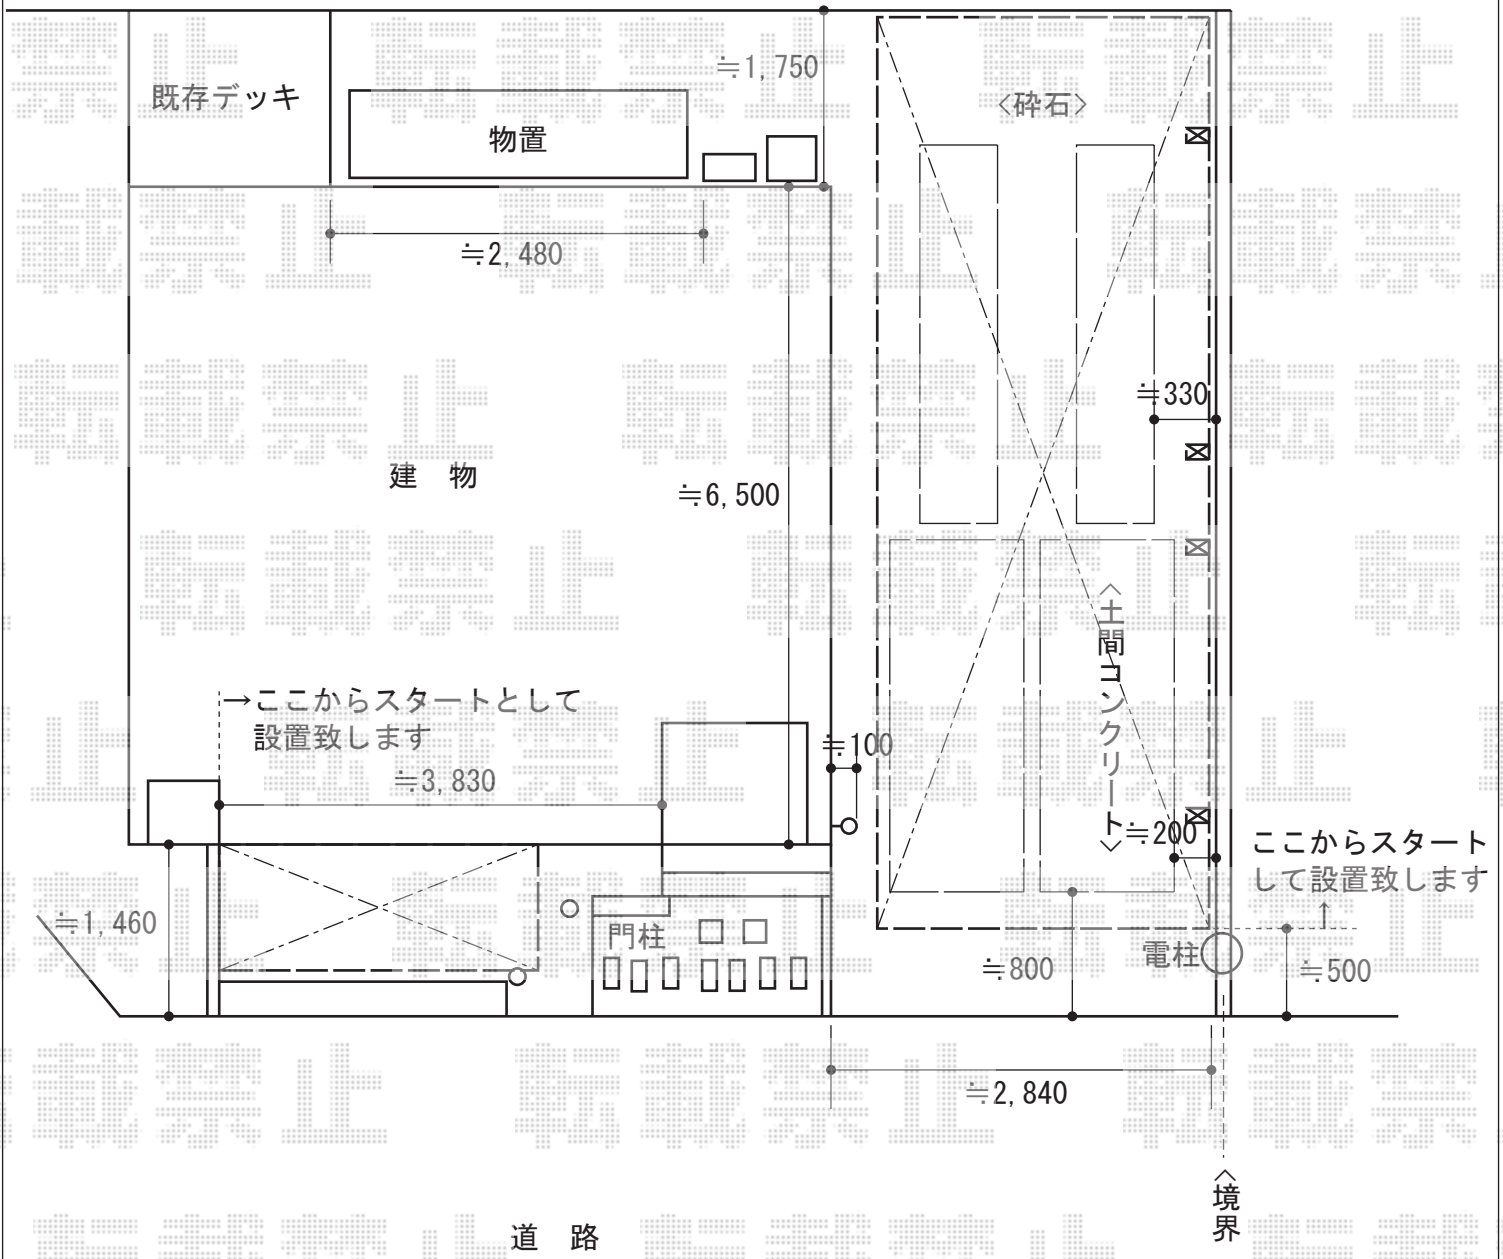 ≒1,750
既存デッキ
〈砕石〉
物置
≒2,480
≒330
建 物
≒6,500
〈土間コンクリート〉
→ここからスタートとして
設置致します
≒100
≒3,830
≒200
ここからスタート
して設置致します
↑
≒1,460
門柱
電柱
≒800
≒500
≒2,840
〈境界
道 路
転載禁止